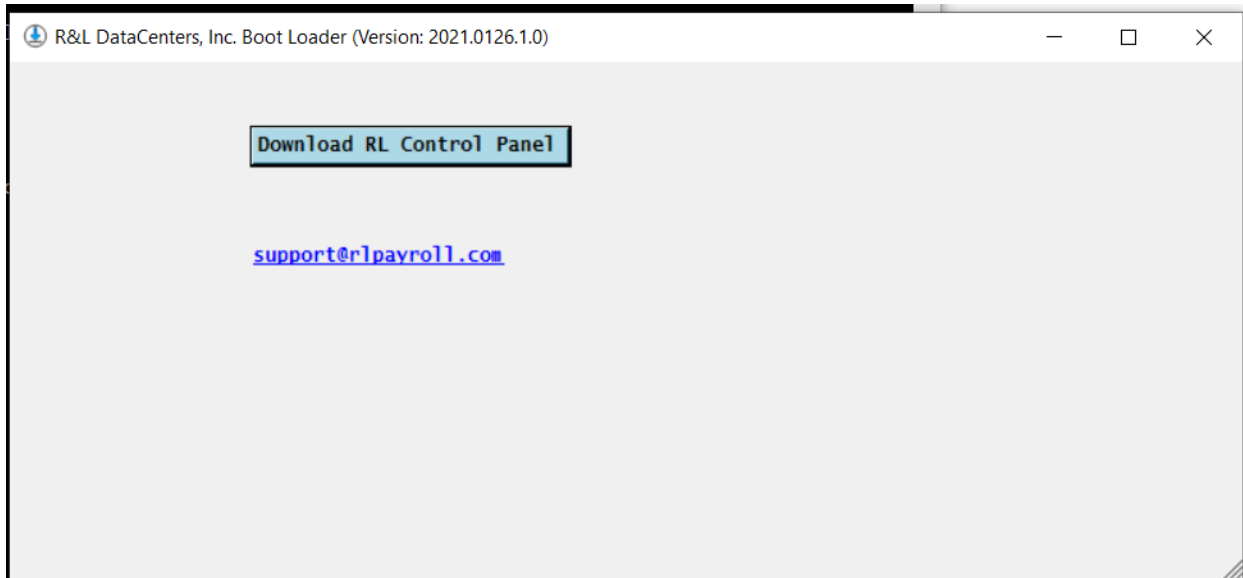 R&L DataCenters, Inc. Boot Loader (Version: 2021.0126.1.0)
Download RL Control Panel
support@rlpayroll.com